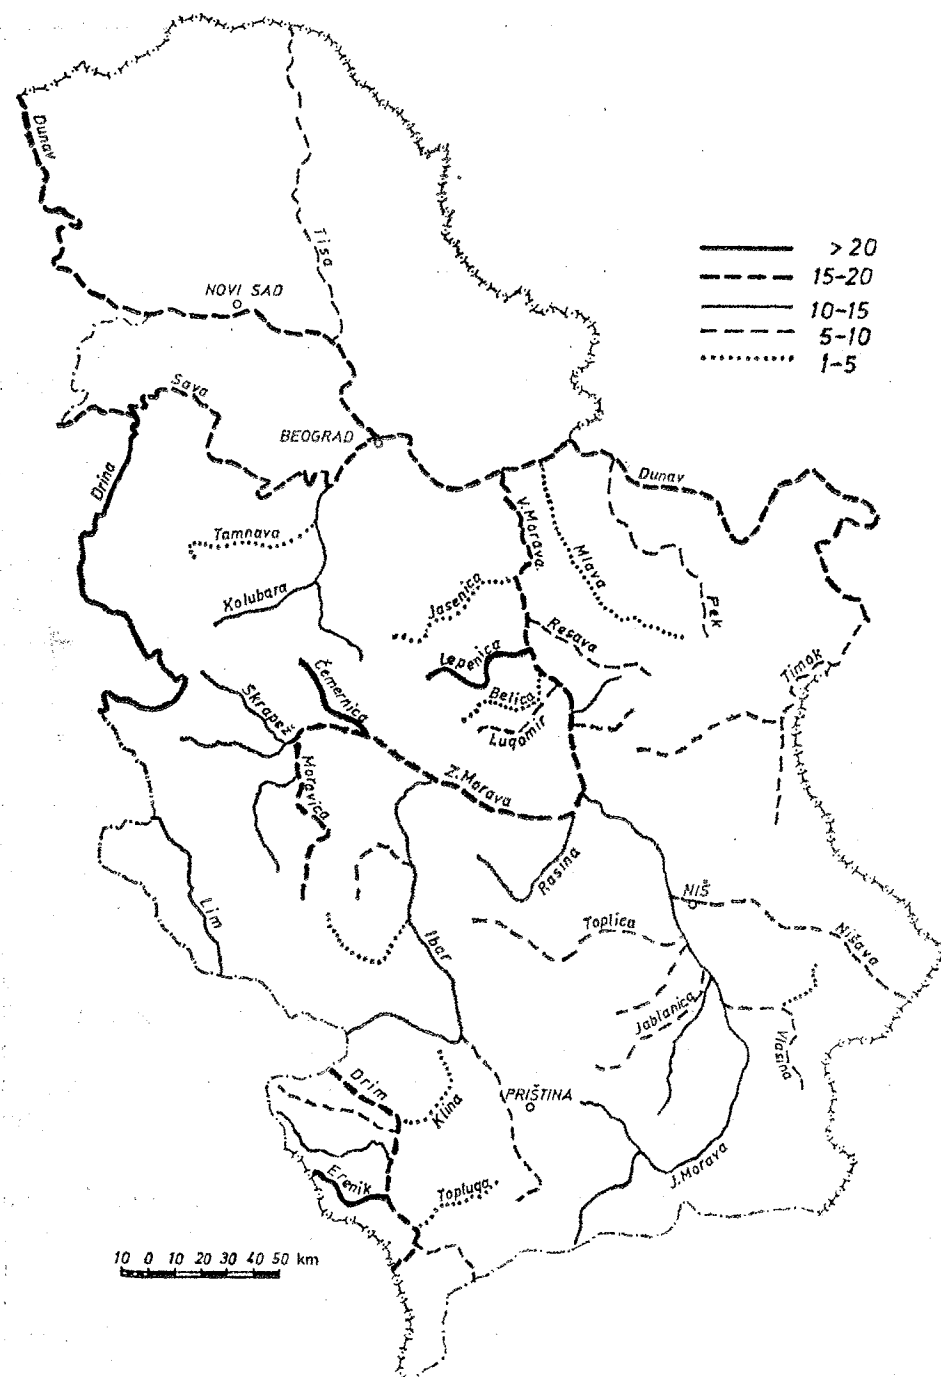 Dunav
Tisa
NOVI SAD
> 20
15-20
10-15
5-10
1-5
Sava
BEOGRAD
Drina
Dunav
V. Morava
Tamnava
Mlava
Kolubara
Jasenica
Pek
Resava
Lepenica
Timok
Čemernica
Skrapež
Belica
Lugomir
Moravica
Z. Morava
Rasina
NIŠ
Lim
Toplica
Nišava
Ibar
Jablanica
Vlasina
Drim
Klina
PRIŠTINA
J. Morava
Erenik
Topluga
10 0 10 20 30 40 50 km